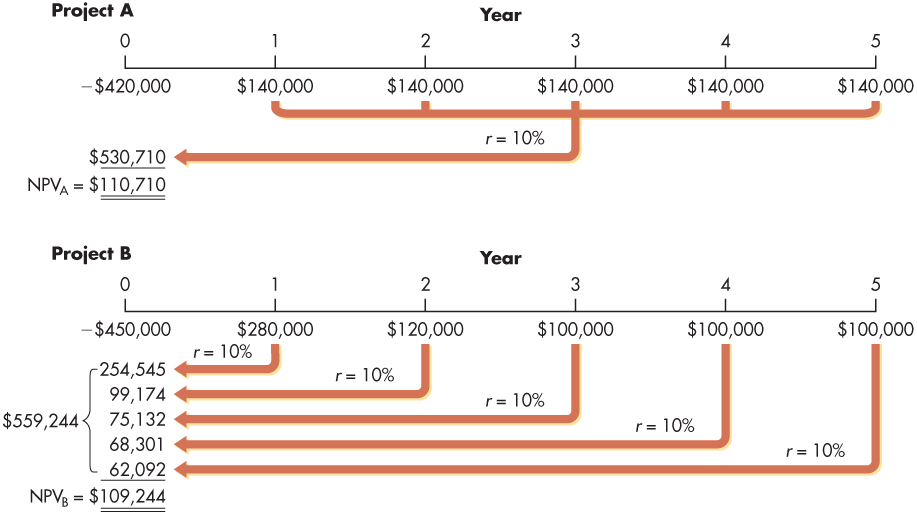 Project A
Year
0 1 2 3 4 5
−$420,000 $140,000 $140,000 $140,000 $140,000 $140,000
r = 10%
$530,710
NPVA = $110,710
Project B
Year
0 1 2 3 4 5
−$450,000 $280,000 $120,000 $100,000 $100,000 $100,000
r = 10%
254,545
r = 10%
99,174
r = 10%
$559,244 75,132
r = 10%
68,301
r = 10%
62,092
NPVB = $109,244